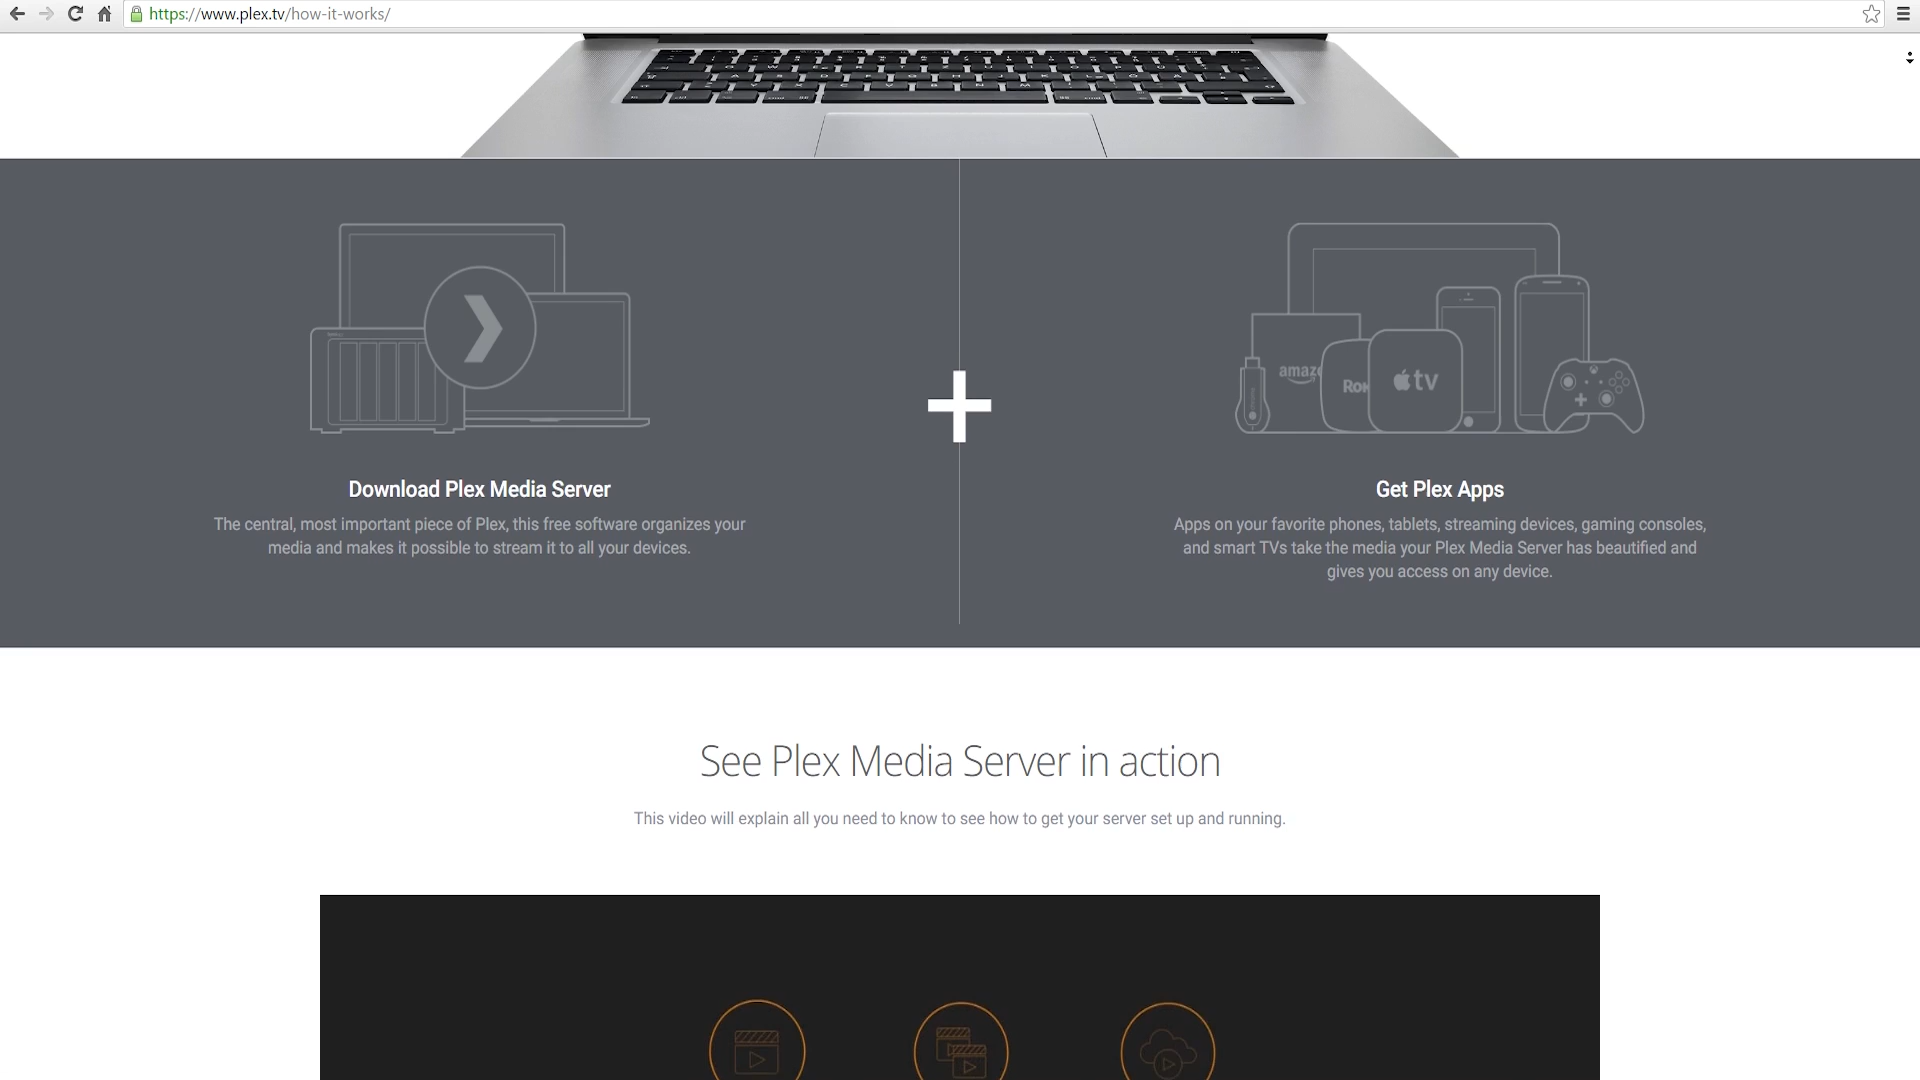 https://www.plex.tv/how-it-works/
amaz
Rok
tv
Download Plex Media Server
The central, most important piece of Plex, this free software organizes your
media and makes it possible to stream it to all your devices.
Get Plex Apps
Apps on your favorite phones, tablets, streaming devices, gaming consoles,
and smart TVs take the media your Plex Media Server has beautified and
gives you access on any device.
See Plex Media Server in action
This video will explain all you need to know to see how to get your server set up and running.